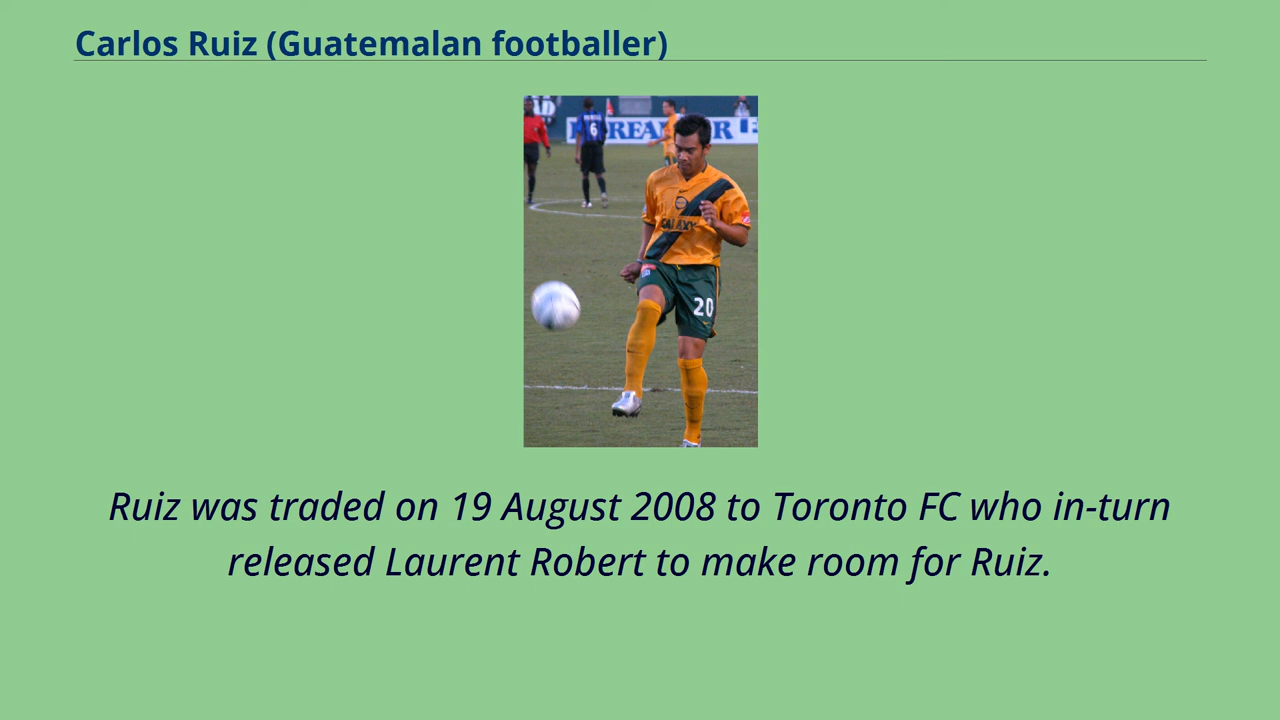 Carlos Ruiz (Guatemalan footballer)
6
GALAXY
20
Ruiz was traded on 19 August 2008 to Toronto FC who in-turn
released Laurent Robert to make room for Ruiz.